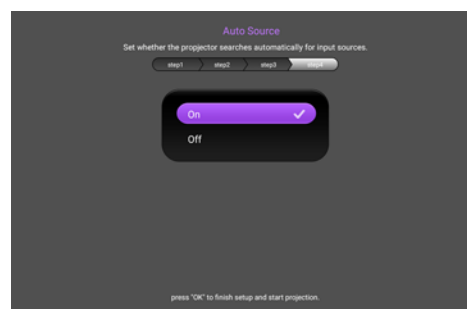 Auto Source
Set whether the propjector searches automatically for input sources.
step1 step2 step3 step4
On
Off
press "OK" to finish setup and start projection.